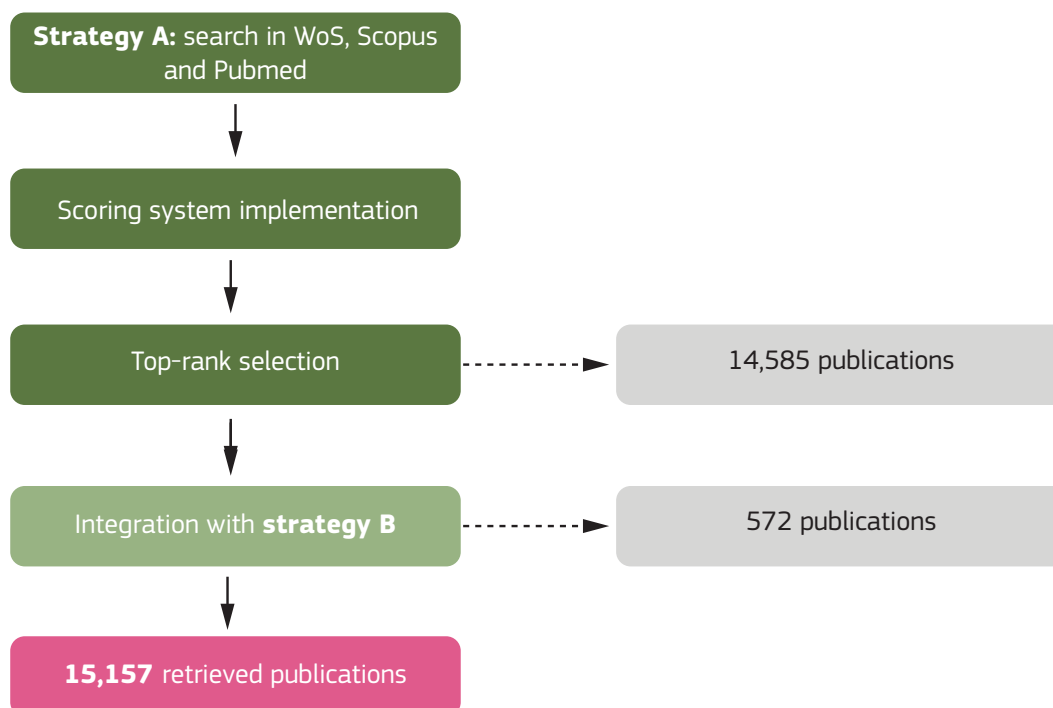 Strategy A: search in WoS, Scopus
and Pubmed
Scoring system implementation
Top-rank selection
14,585 publications
Integration with strategy B
572 publications
15,157 retrieved publications